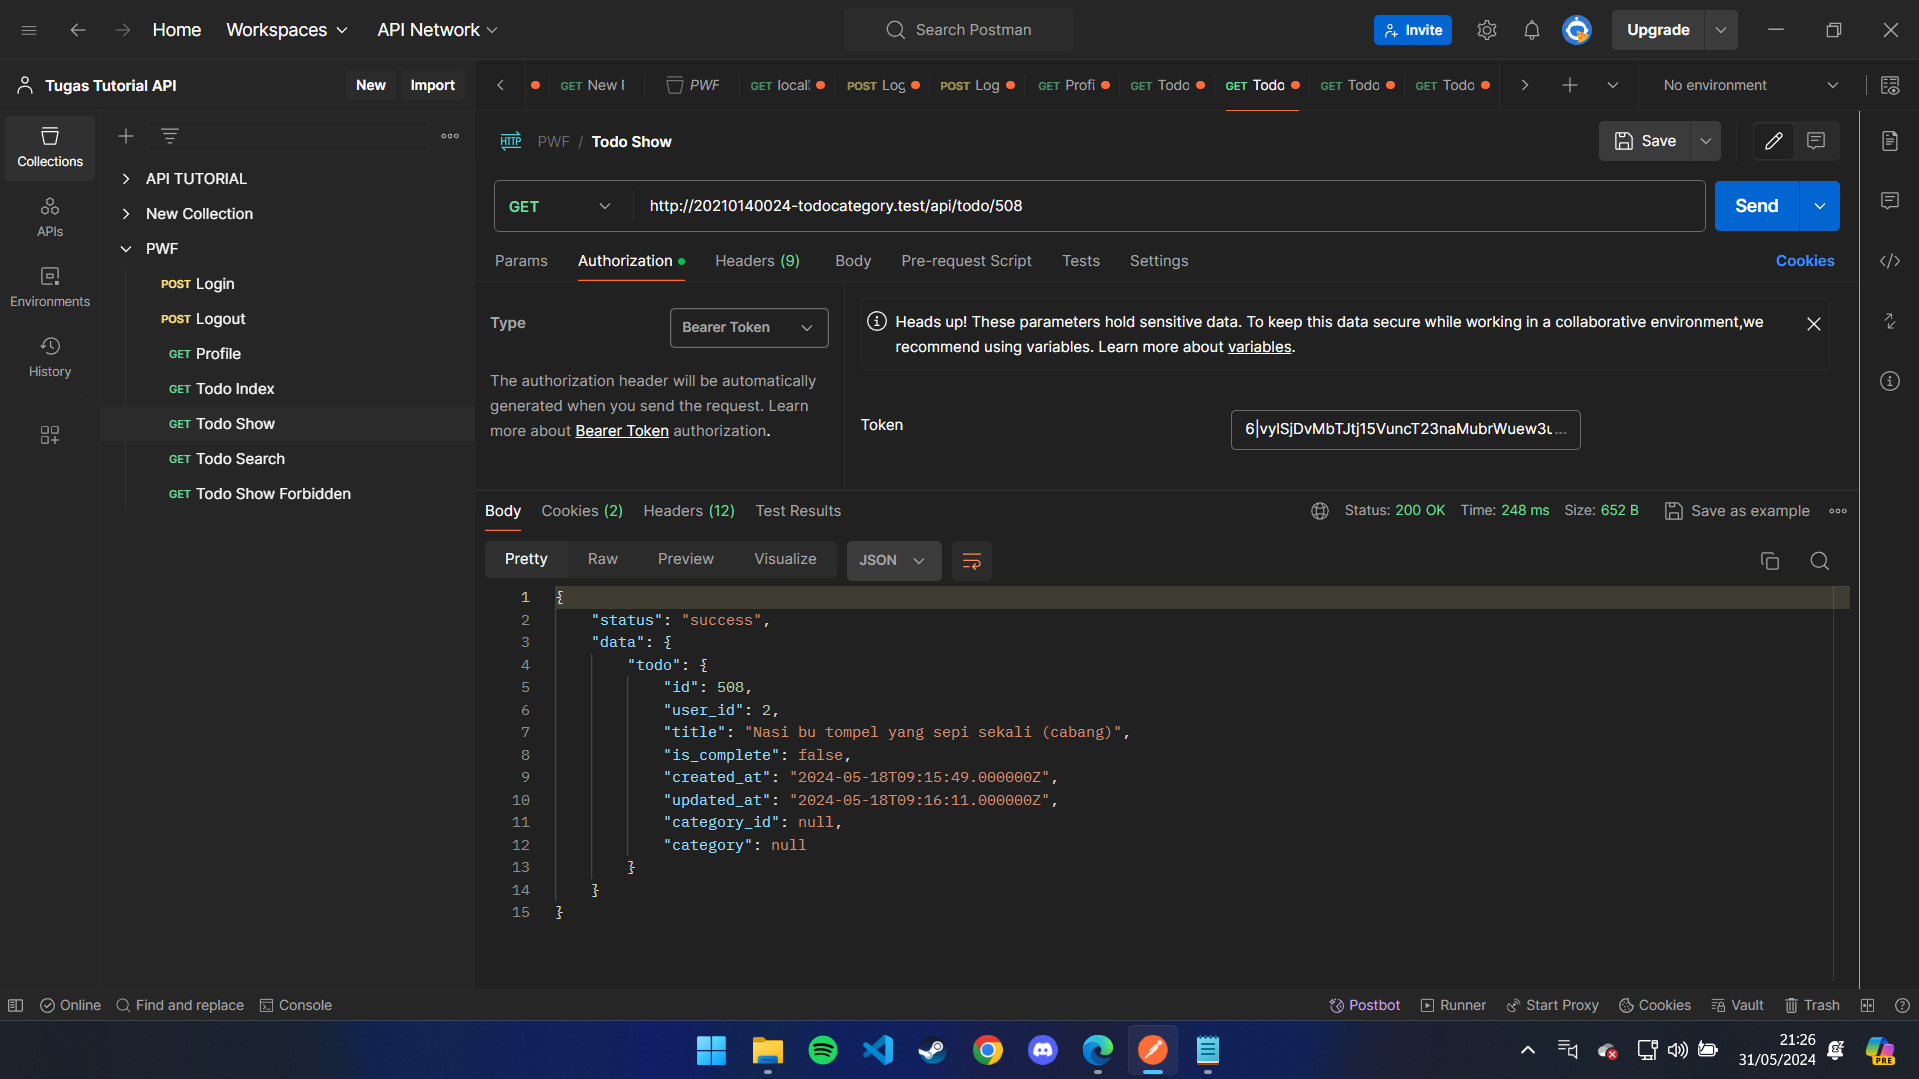 Home Workspaces API Network Search Postman Invite Upgrade
Tugas Tutorial API New Import
GET New PWF GET local POST Log POST Log GET Profi GET Todo GET Todo GET Todo GET Todo No environment
Collections
APIs
Environments
History
API TUTORIAL
New Collection
PWF
POST Login
POST Logout
GET Profile
GET Todo Index
GET Todo Show
GET Todo Search
GET Todo Show Forbidden
HTTP PWF / Todo Show Save
GET http://20210140024-todocategory.test/api/todo/508 Send
Params Authorization Headers (9) Body Pre-request Script Tests Settings Cookies
Type Bearer Token
The authorization header will be automatically
generated when you send the request. Learn
more about Bearer Token authorization.
Heads up! These parameters hold sensitive data. To keep this data secure while working in a collaborative environment,we
recommend using variables. Learn more about variables.
Token
Body Cookies (2) Headers (12) Test Results Status: 200 OK Time: 248 ms Size: 652 B Save as example
Pretty Raw Preview Visualize JSON
1 {
2 "status": "success",
3 "data": {
4 "todo": {
5 "id": 508,
6 "user_id": 2,
7 "title": "Nasi bu tompel yang sepi sekali (cabang)",
8 "is_complete": false,
9 "created_at": "2024-05-18T09:15:49.000000Z",
10 "updated_at": "2024-05-18T09:16:11.000000Z",
11 "category_id": null,
12 "category": null
13 }
14 }
15 }
Online Find and replace Console Postbot Runner Start Proxy Cookies Vault Trash
21:26
31/05/2024
PRE